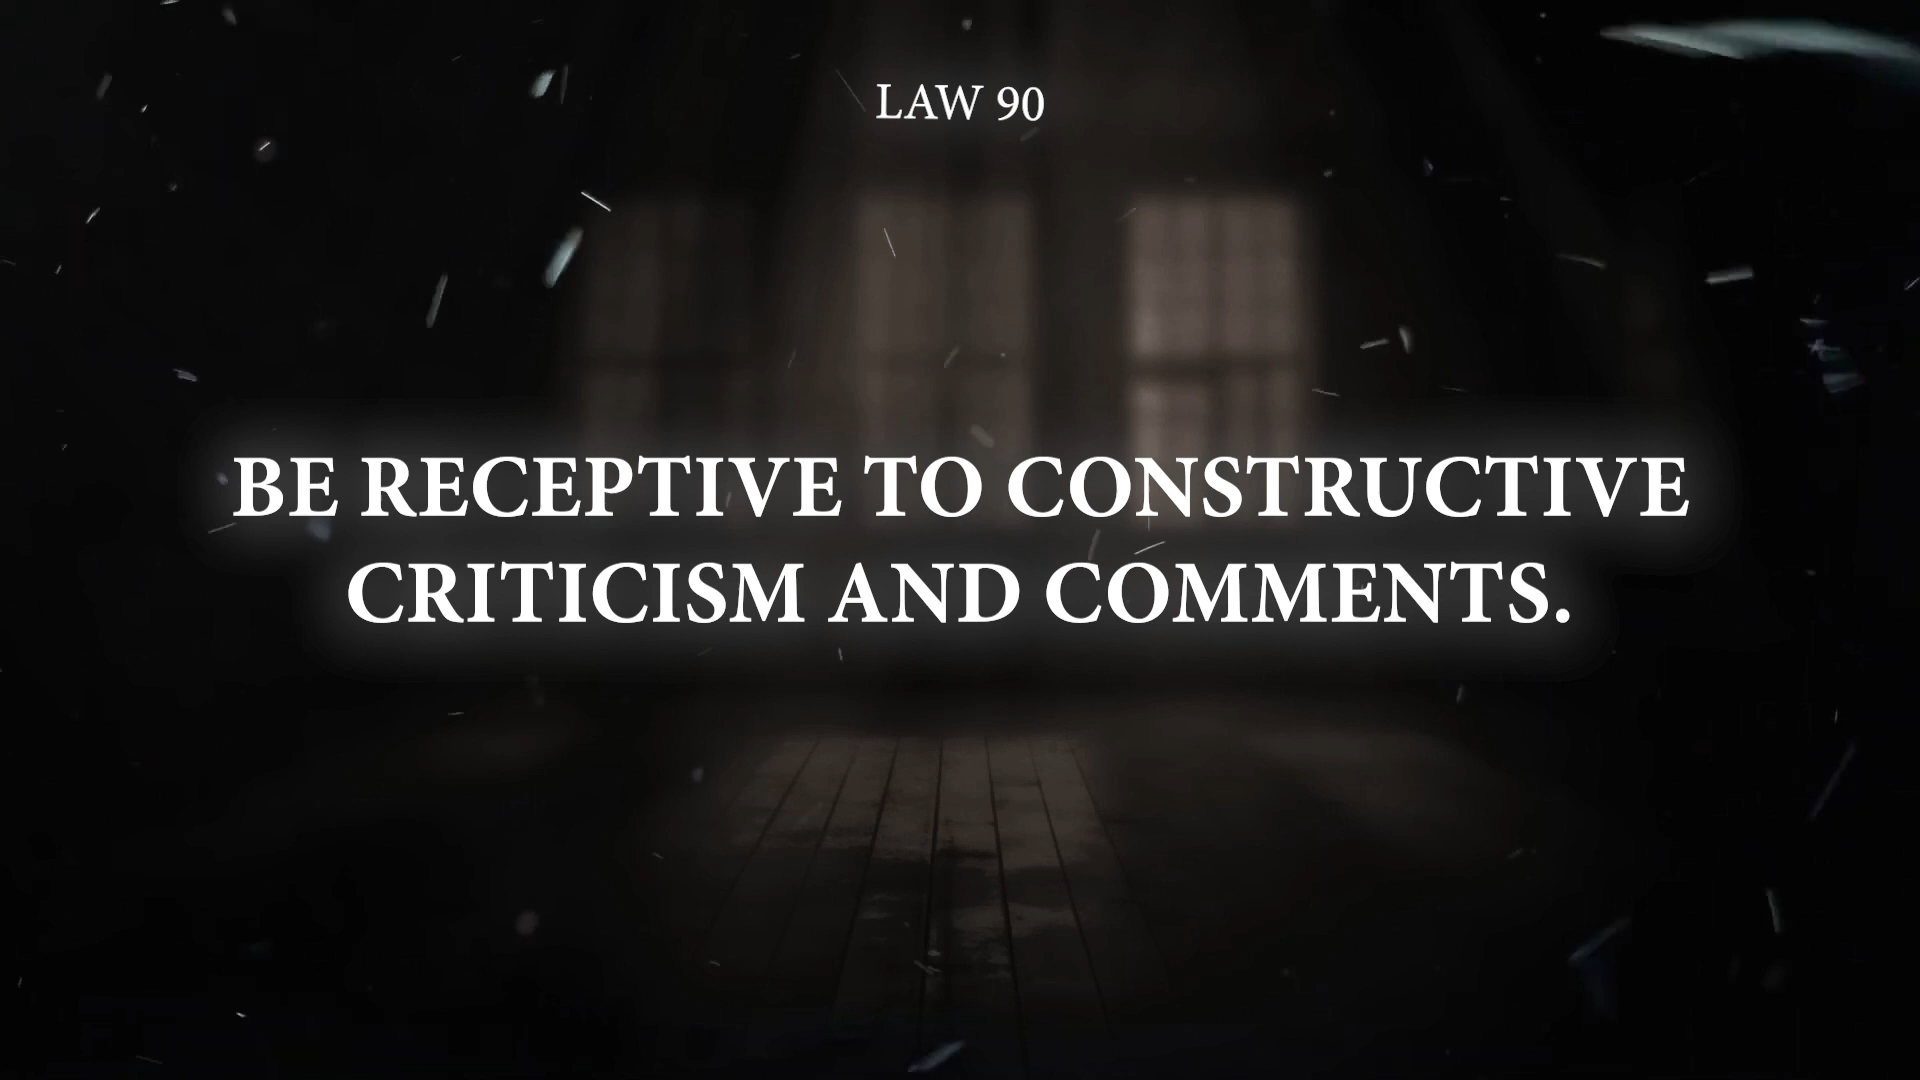 LAW 90
BE RECEPTIVE TO CONSTRUCTIVE
CRITICISM AND COMMENTS.